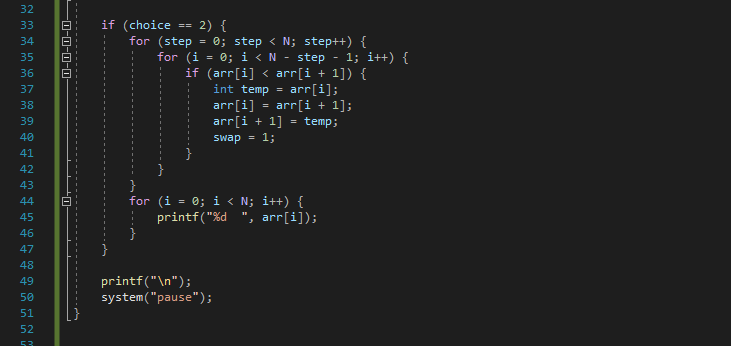 32
33 if (choice == 2) {
34 for (step = 0; step < N; step++) {
35 for (i = 0; i < N - step - 1; i++) {
36 if (arr[i] < arr[i + 1]) {
37 int temp = arr[i];
38 arr[i] = arr[i + 1];
39 arr[i + 1] = temp;
40 swap = 1;
41 }
42 }
43 }
44 for (i = 0; i < N; i++) {
45 printf("%d  ", arr[i]);
46 }
47 }
48
49 printf("\n");
50 system("pause");
51 }
52
53